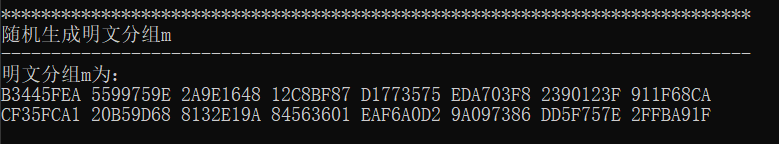 ***************************************************************************
随机生成明文分组m
---------------------------------------------------------------------------
明文分组m为:
B3445FEA 5599759E 2A9E1648 12C8BF87 D1773575 EDA703F8 2390123F 911F68CA
CF35FCA1 20B59D68 8132E19A 84563601 EAF6A0D2 9A097386 DD5F757E 2FFBA91F